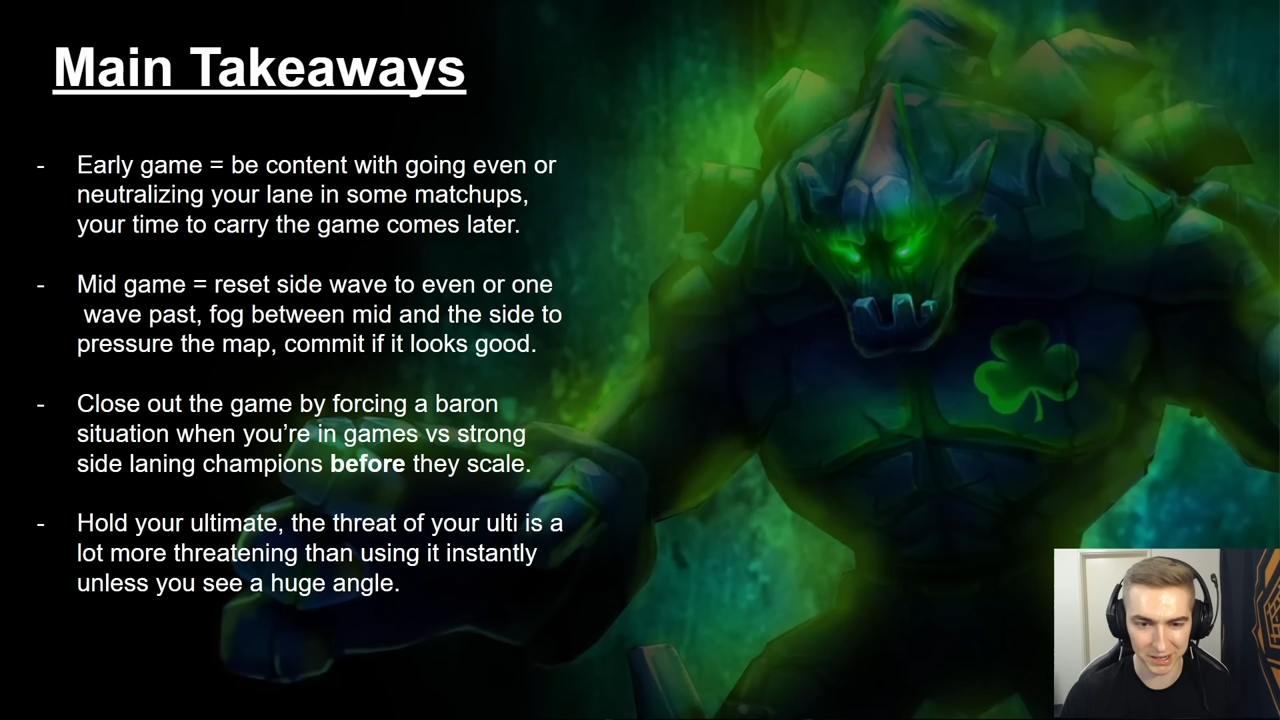 Main Takeaways
- Early game = be content with going even or
neutralizing your lane in some matchups,
your time to carry the game comes later.
- Mid game = reset side wave to even or one
wave past, fog between mid and the side to
pressure the map, commit if it looks good.
- Close out the game by forcing a baron
situation when you’re in games vs strong
side laning champions before they scale.
- Hold your ultimate, the threat of your ulti is a
lot more threatening than using it instantly
unless you see a huge angle.